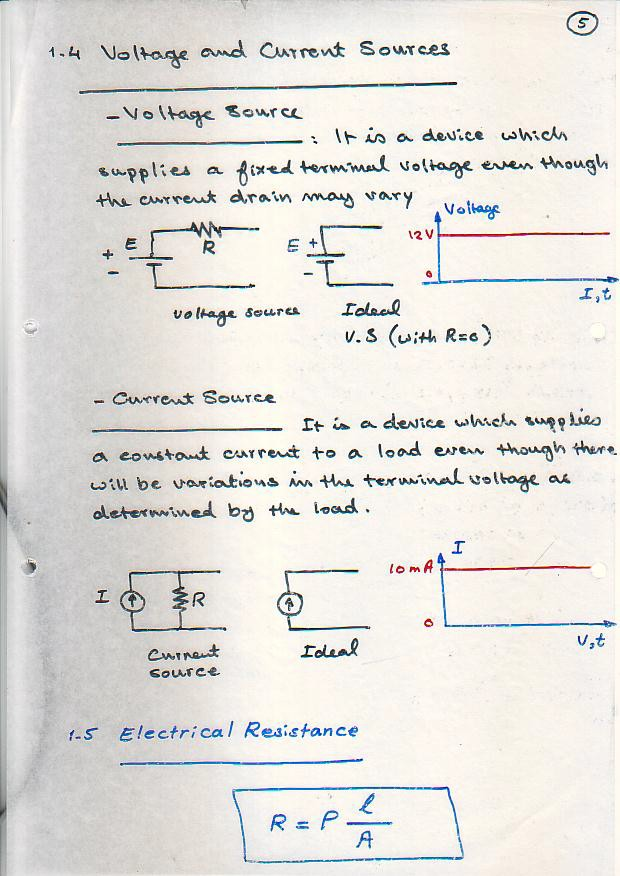 5
1-4 Voltage and Current Sources
- Voltage Source
: It is a device which
supplies a fixed terminal voltage even though
the current drain may vary
Voltage
12V
0
I,t
+ E
-
R
E +
-
voltage source
Ideal
V.S (with R=0)
- Current Source
It is a device which supplies
a constant current to a load even though there
will be variations in the terminal voltage as
determined by the load.
I
10mA
0
V,t
I
R
Current
source
Ideal
1-5 Electrical Resistance
R = ρ l/A